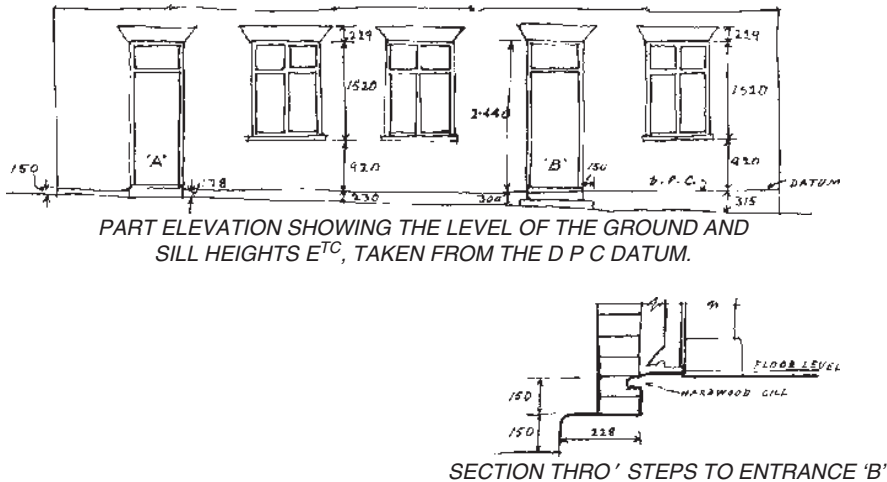 229
229
1520
2.440
1520
'A'
'B'
150
150
178
920
920
D.P.C.
DATUM
230
304
315
PART ELEVATION SHOWING THE LEVEL OF THE GROUND AND
SILL HEIGHTS ETC, TAKEN FROM THE D P C DATUM.
FLOOR LEVEL
150
HARDWOOD CILL
150
228
SECTION THRO' STEPS TO ENTRANCE 'B'